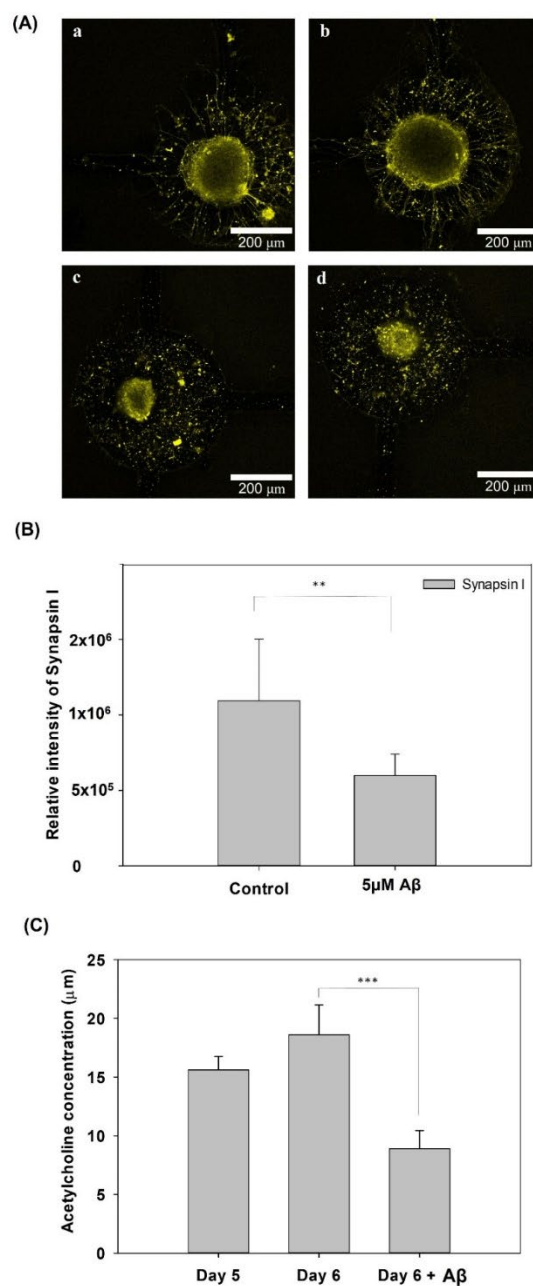 (A)
a
b
200 μm
200 μm
c
d
200 μm
200 μm
(B)
** Synapsin I
Relative intensity of Synapsin I
2x10⁶
1x10⁶
5x10⁵
0
Control 5μM Aβ
(C)
Acetylcholine concentration (μm)
25
***
20
15
10
5
0
Day 5 Day 6 Day 6 + Aβ